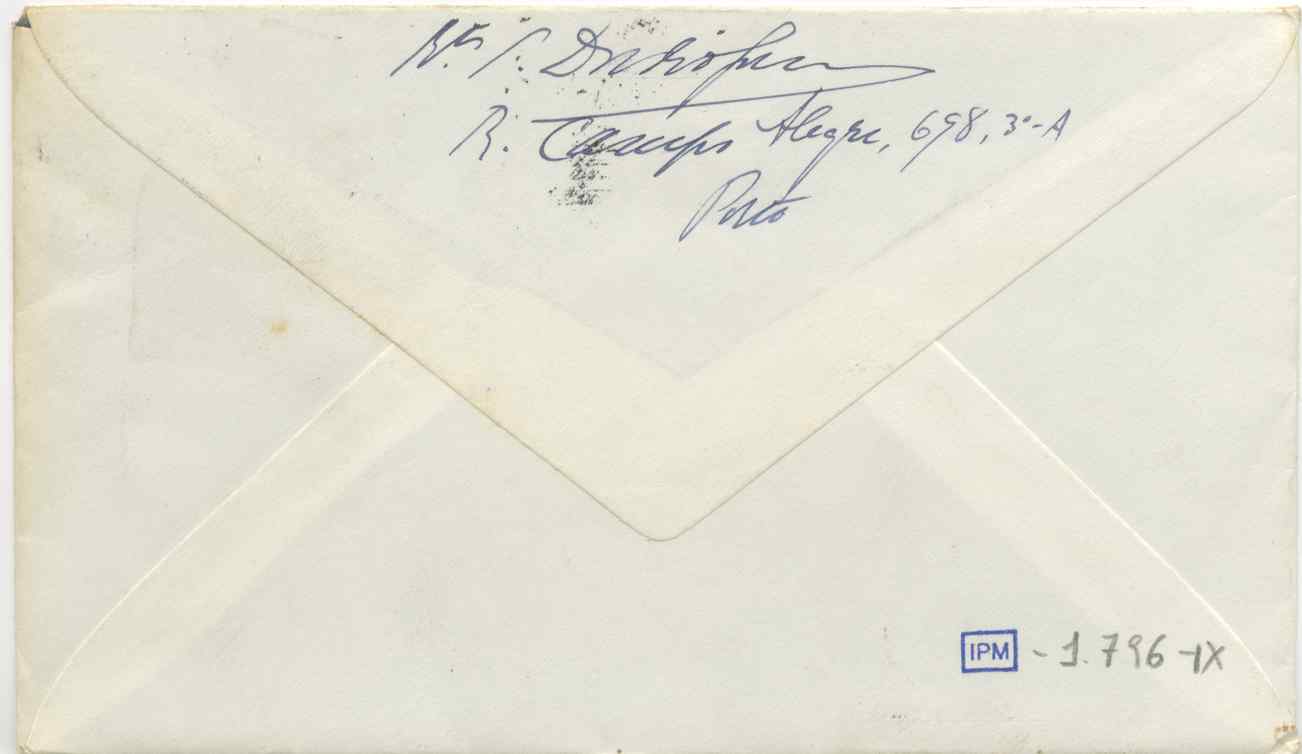 R. Campo Alegre, 698, 3º-A
Porto
IPM - 1.796-IX